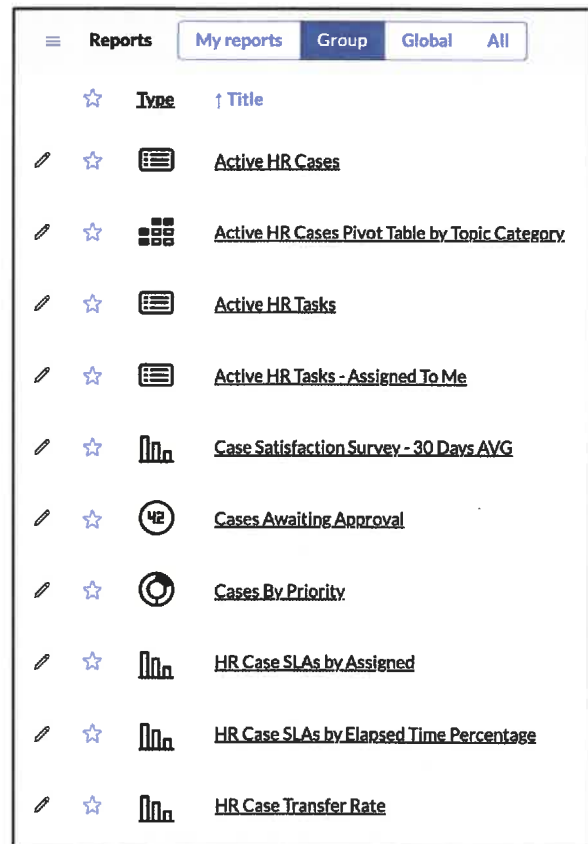 Reports My reports Group Global All
Type ↑ Title
Active HR Cases
Active HR Cases Pivot Table by Topic Category
Active HR Tasks
Active HR Tasks - Assigned To Me
Case Satisfaction Survey - 30 Days AVG
42 Cases Awaiting Approval
Cases By Priority
HR Case SLAs by Assigned
HR Case SLAs by Elapsed Time Percentage
HR Case Transfer Rate